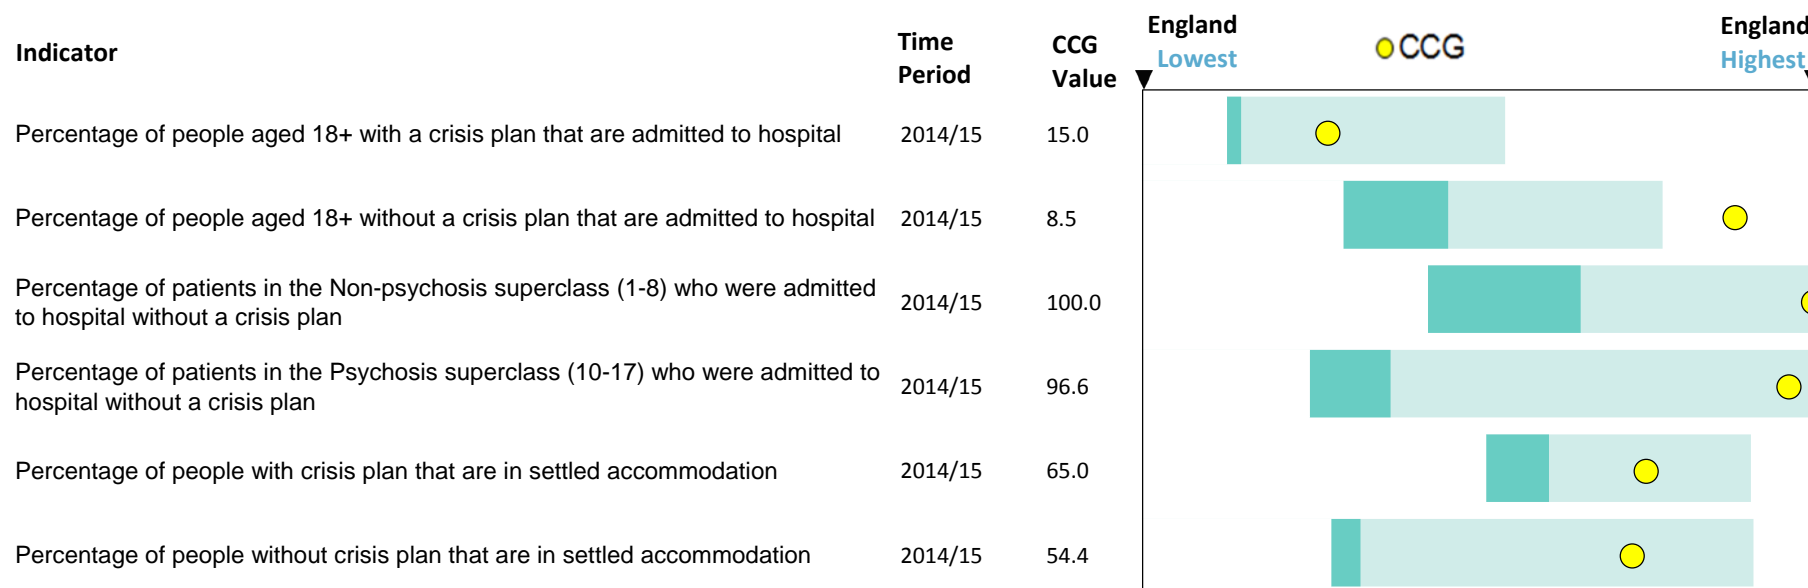 Indicator
Time
Period
CCG
Value
England
Lowest
CCG
England
Highest
Percentage of people aged 18+ with a crisis plan that are admitted to hospital 2014/15 15.0
Percentage of people aged 18+ without a crisis plan that are admitted to hospital 2014/15 8.5
Percentage of patients in the Non-psychosis superclass (1-8) who were admitted
to hospital without a crisis plan 2014/15 100.0
Percentage of patients in the Psychosis superclass (10-17) who were admitted to
hospital without a crisis plan 2014/15 96.6
Percentage of people with crisis plan that are in settled accommodation 2014/15 65.0
Percentage of people without crisis plan that are in settled accommodation 2014/15 54.4